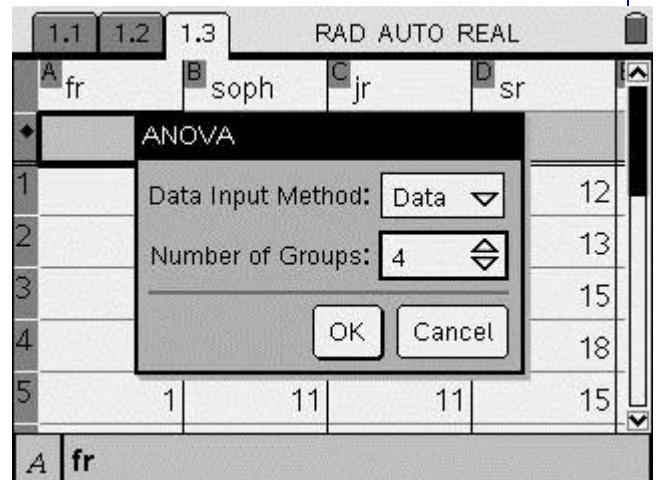 1.1 1.2 1.3 RAD AUTO REAL
A fr B soph C jr D sr E
ANOVA
1 Data Input Method: Data 12
2 Number of Groups: 4 13
3 15
4 OK Cancel 18
5 1 11 11 15
A fr